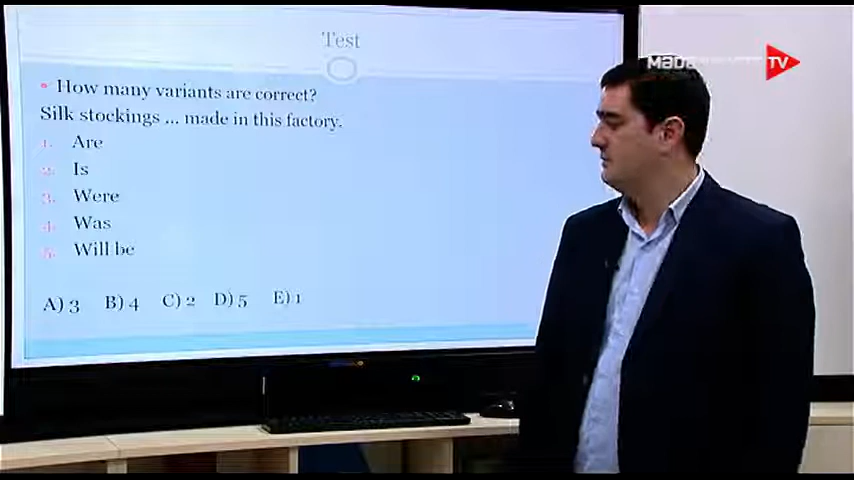 Test
How many variants are correct?
Silk stockings ... made in this factory.
1. Are
2. Is
3. Were
4. Was
5. Will be
A) 3 B) 4 C) 2 D) 5 E) 1
TV